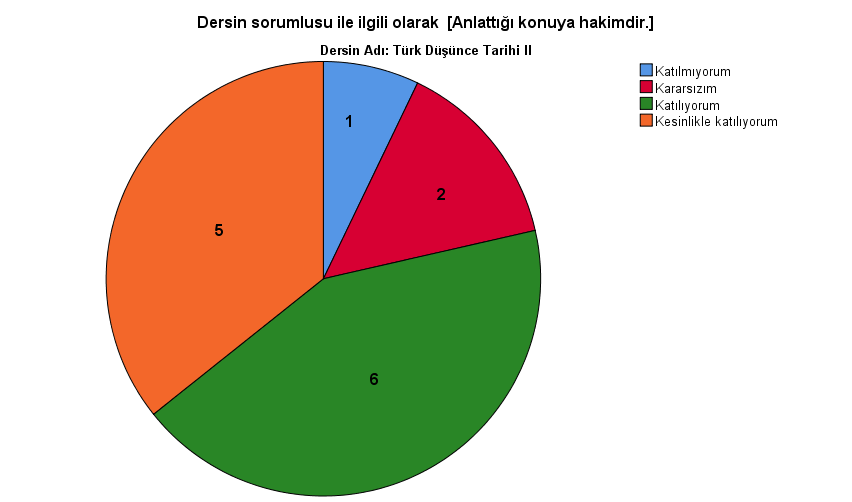 Dersin sorumlusu ile ilgili olarak  [Anlattığı konuya hakimdir.]
Dersin Adı: Türk Düşünce Tarihi II
Katılmıyorum
Kararsızım
Katılıyorum
Kesinlikle katılıyorum
1
2
5
6